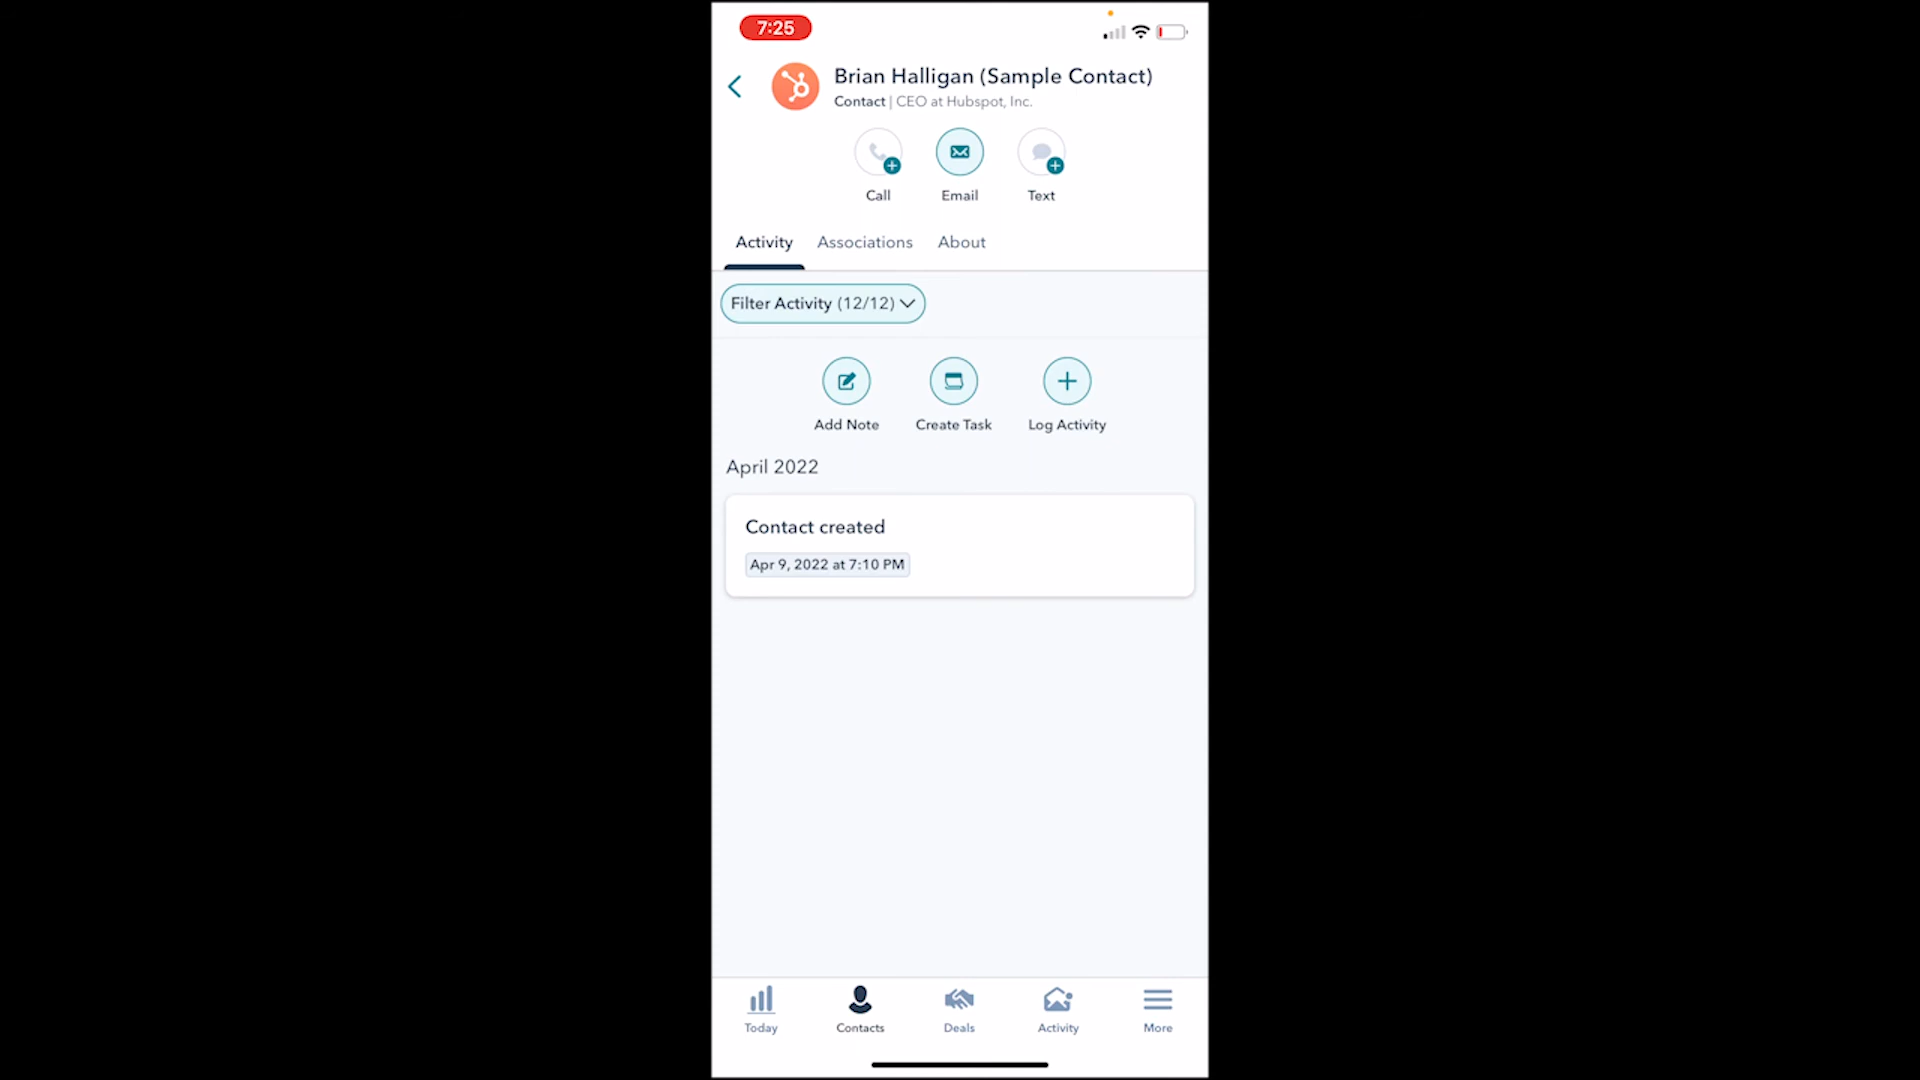 7:25
Brian Halligan (Sample Contact)
Contact | CEO at Hubspot, Inc.
Call Email Text
Activity Associations About
Filter Activity (12/12)
Add Note Create Task Log Activity
April 2022
Contact created
Apr 9, 2022 at 7:10 PM
Today Contacts Deals Activity More